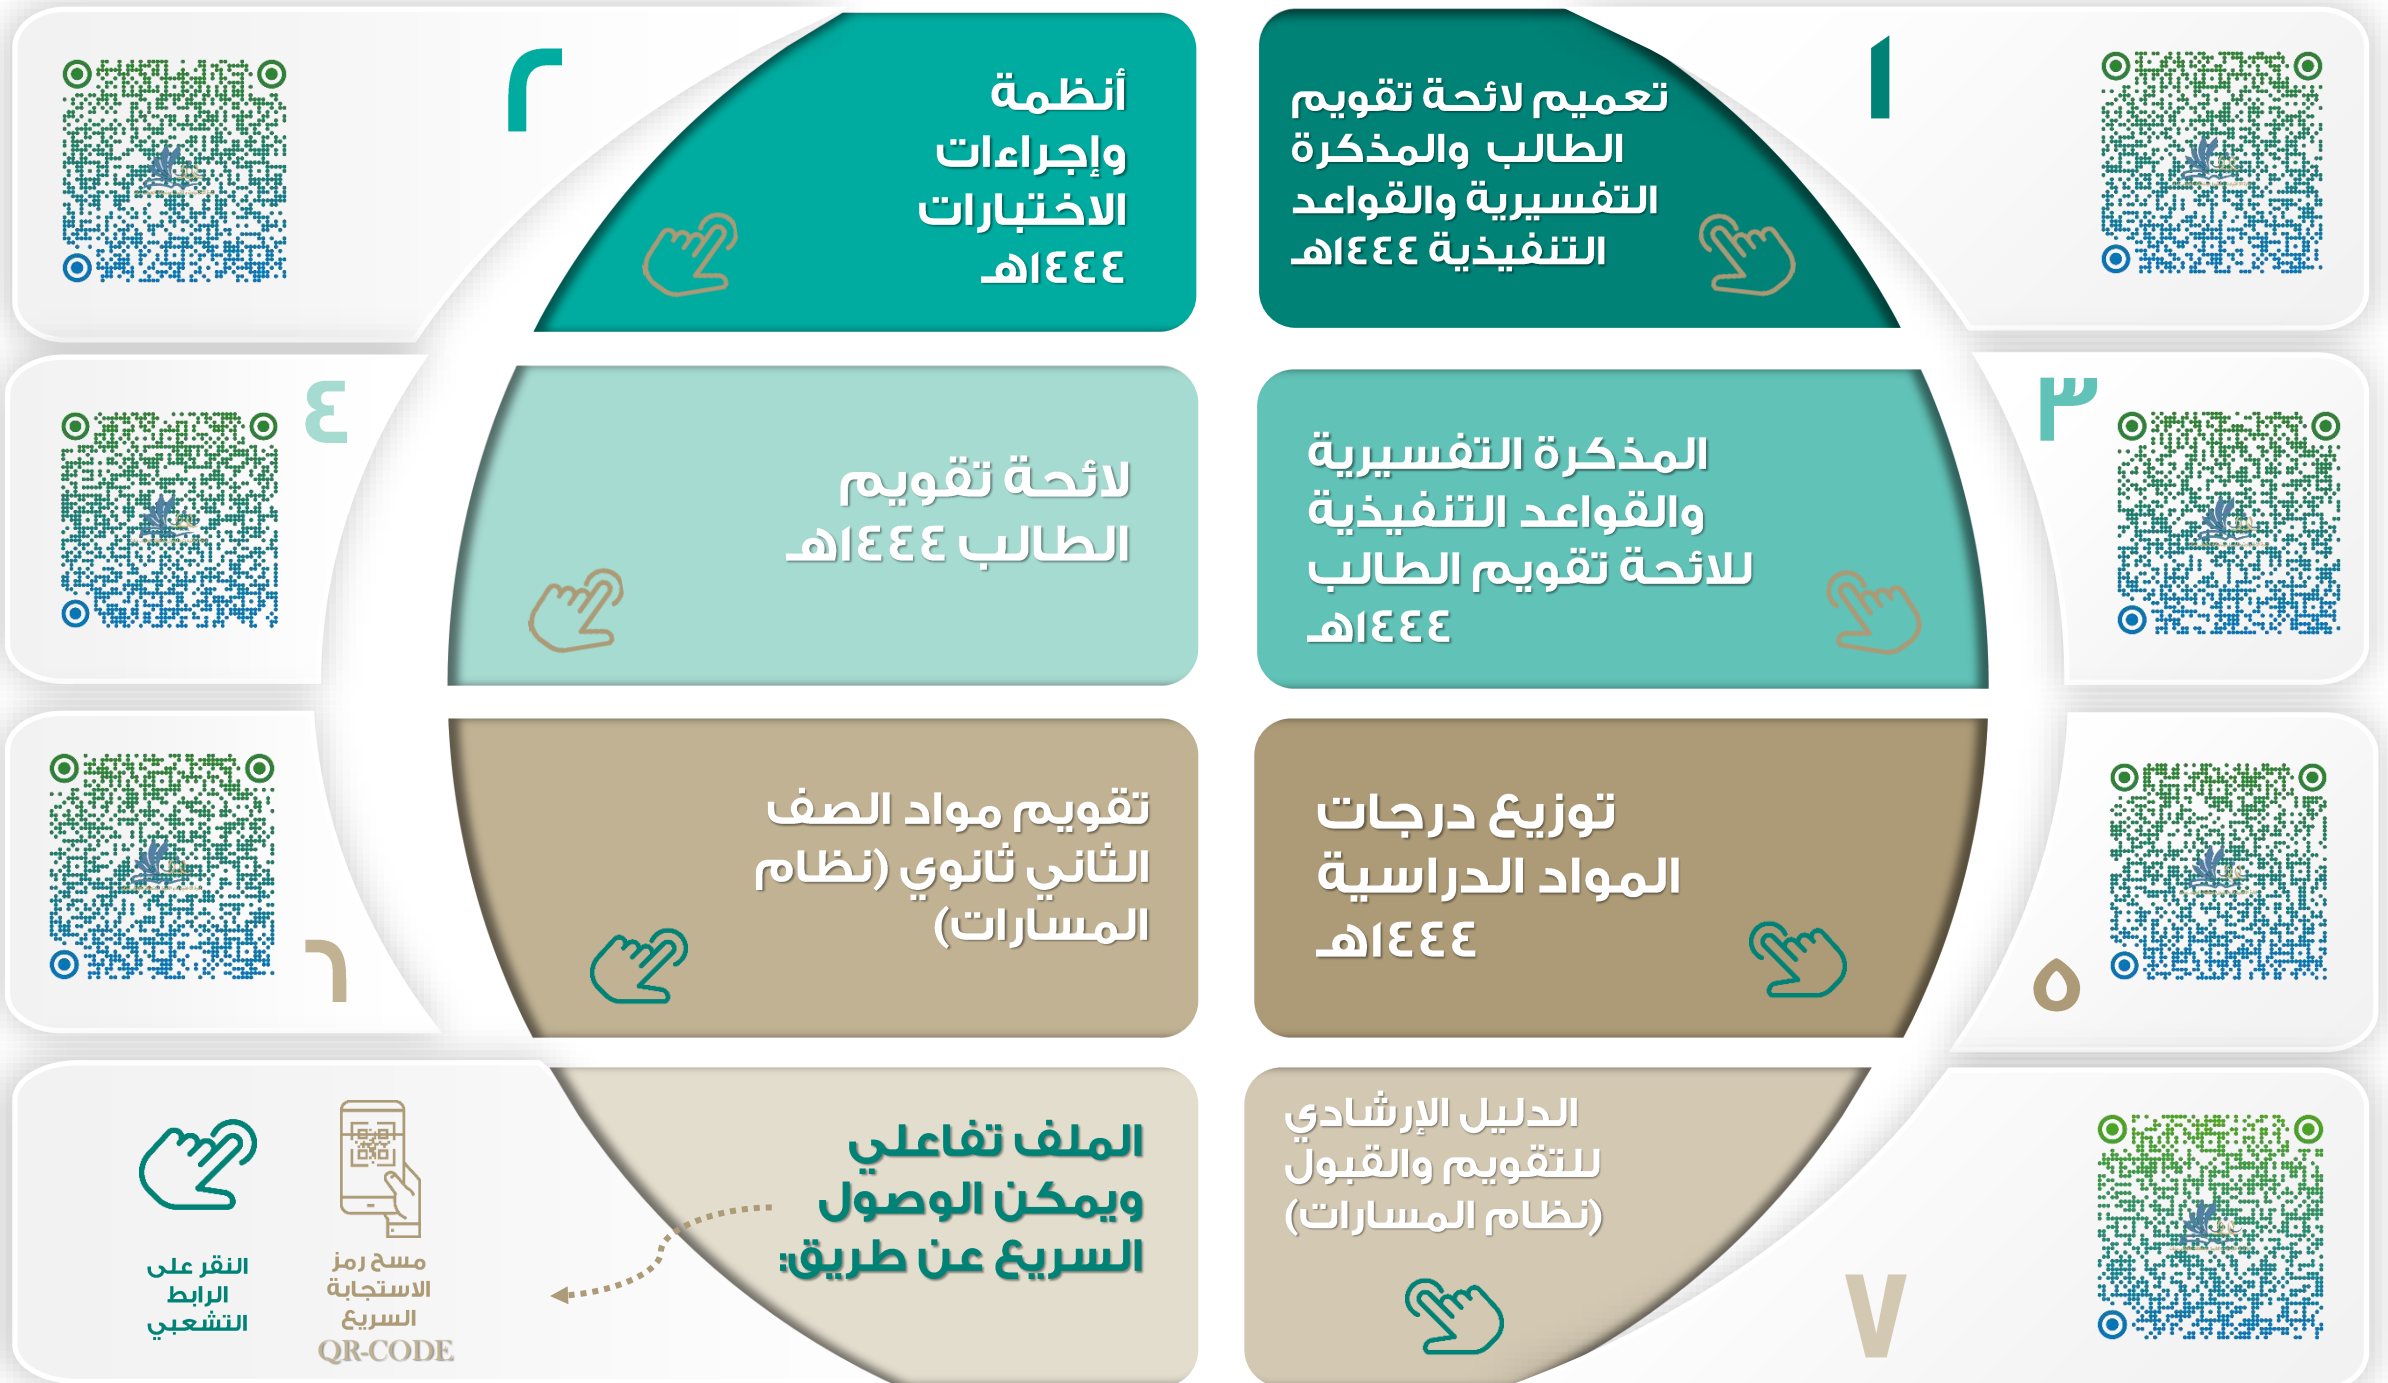 ١
تعميم لائحة تقويم
الطالب والمذكرة
التفسيرية والقواعد
التنفيذية ١٤٤٤هـ
٢
أنظمة
وإجراءات
الاختبارات
١٤٤٤هـ
٣
المذكرة التفسيرية
والقواعد التنفيذية
للائحة تقويم الطالب
١٤٤٤هـ
٤
لائحة تقويم
الطالب ١٤٤٤هـ
٥
توزيع درجات
المواد الدراسية
١٤٤٤هـ
٦
تقويم مواد الصف
الثاني ثانوي (نظام
المسارات)
٧
الدليل الإرشادي
للتقويم والقبول
(نظام المسارات)
الملف تفاعلي
ويمكن الوصول
السريع عن طريق:
مسح رمز
الاستجابة
السريع
QR-CODE
النقر على
الرابط
التشعبي